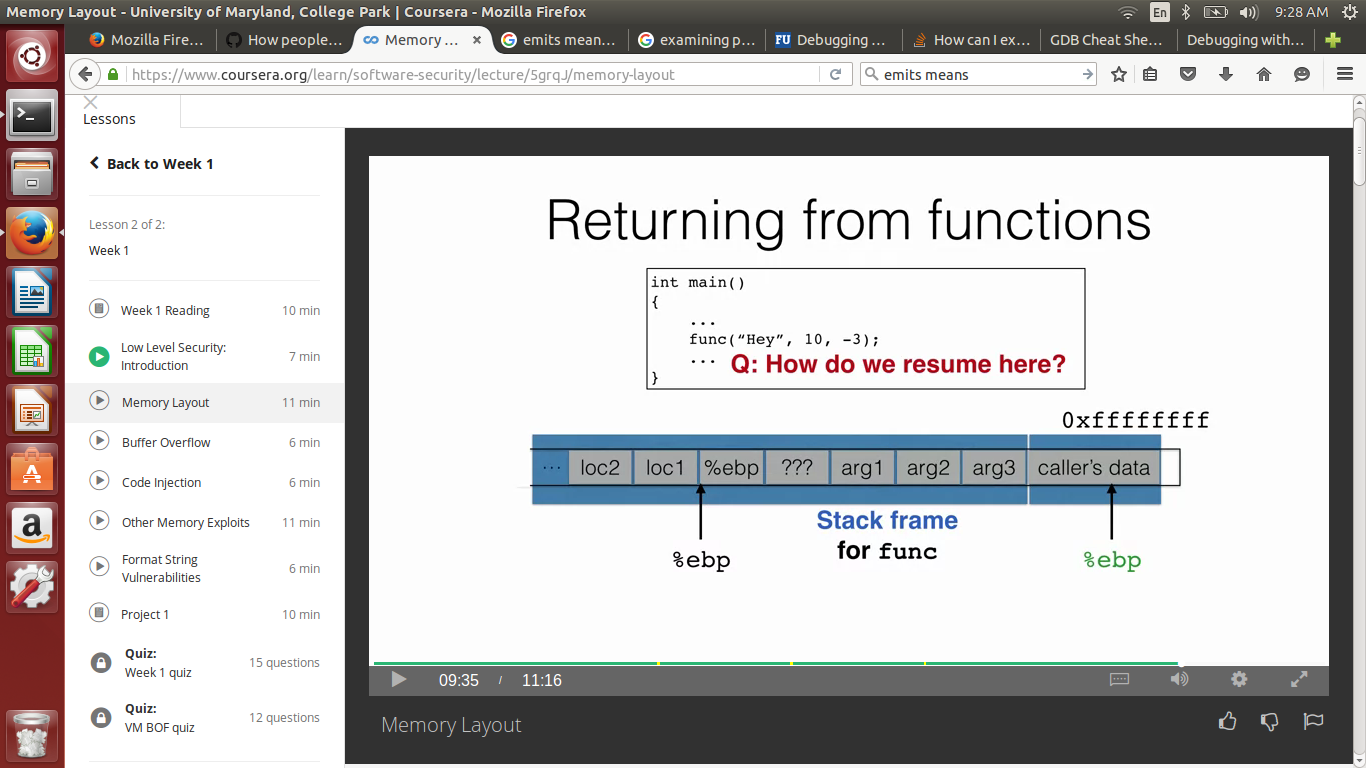 Memory Layout - University of Maryland, College Park | Coursera - Mozilla Firefox
En
9:28 AM
Mozilla Fire...
How people...
Memory ...
emits mean...
examining p...
FU
Debugging ...
How can I ex...
GDB Cheat She...
Debugging with...
https://www.coursera.org/learn/software-security/lecture/5grqJ/memory-layout
emits means
Lessons
Back to Week 1
Lesson 2 of 2:
Week 1
Week 1 Reading 10 min
Low Level Security:
Introduction
7 min
Memory Layout 11 min
Buffer Overflow 6 min
Code Injection 6 min
Other Memory Exploits 11 min
Format String
Vulnerabilities
6 min
Project 1 10 min
Quiz:
Week 1 quiz
15 questions
Quiz:
VM BOF quiz
12 questions
Returning from functions
int main()
{
...
func(“Hey”, 10, -3);
... Q: How do we resume here?
}
0xffffffff
... loc2 loc1 %ebp ??? arg1 arg2 arg3 caller’s data
Stack frame
for func
%ebp
%ebp
09:35 / 11:16
Memory Layout